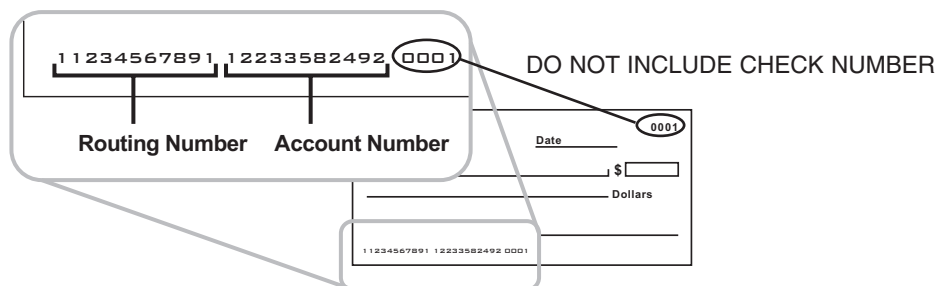 11234567891 12233582492 0001
DO NOT INCLUDE CHECK NUMBER
Routing Number Account Number
0001
Date
$
Dollars
11234567891 12233582492 0001